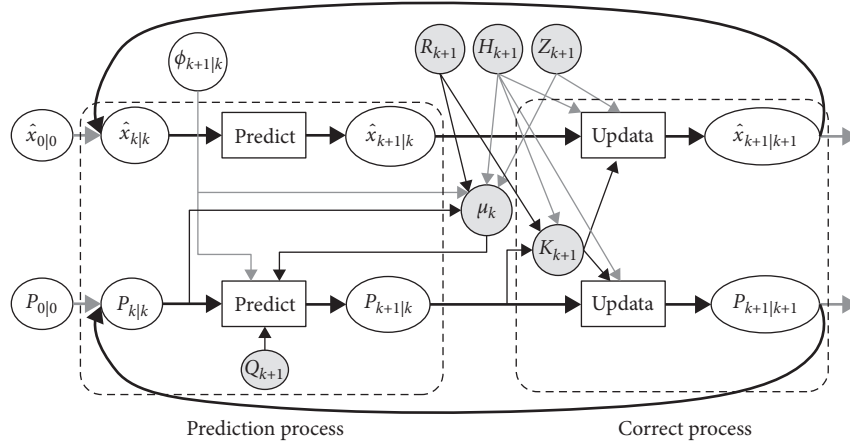 R_{k+1} H_{k+1} Z_{k+1}
ϕ_{k+1|k}
x̂_{0|0} x̂_{k|k} Predict x̂_{k+1|k} Updata x̂_{k+1|k+1}
μ_k
K_{k+1}
P_{0|0} P_{k|k} Predict P_{k+1|k} Updata P_{k+1|k+1}
Q_{k+1}
Prediction process Correct process